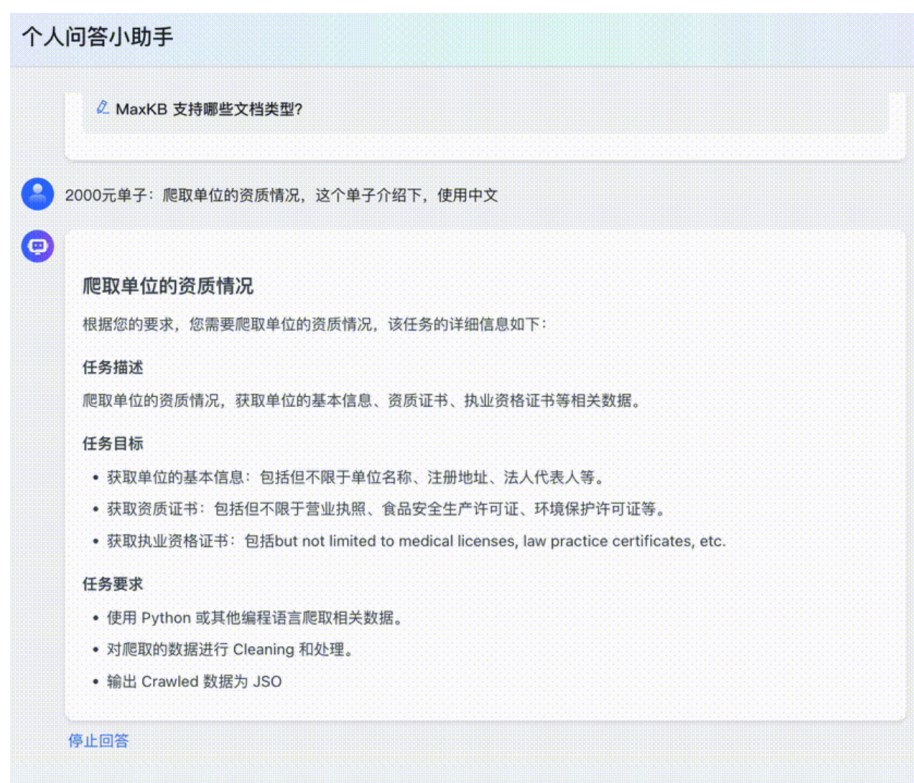 个人问答小助手
MaxKB 支持哪些文档类型?
2000元单子：爬取单位的资质情况，这个单子介绍下，使用中文
爬取单位的资质情况
根据您的要求，您需要爬取单位的资质情况，该任务的详细信息如下：
任务描述
爬取单位的资质情况，获取单位的基本信息、资质证书、执业资格证书等相关数据。
任务目标
• 获取单位的基本信息：包括但不限于单位名称、注册地址、法人代表人等。
• 获取资质证书：包括但不限于营业执照、食品安全生产许可证、环境保护许可证等。
• 获取执业资格证书：包括but not limited to medical licenses, law practice certificates, etc.
任务要求
• 使用 Python 或其他编程语言爬取相关数据。
• 对爬取的数据进行 Cleaning 和处理。
• 输出 Crawled 数据为 JSO
停止回答